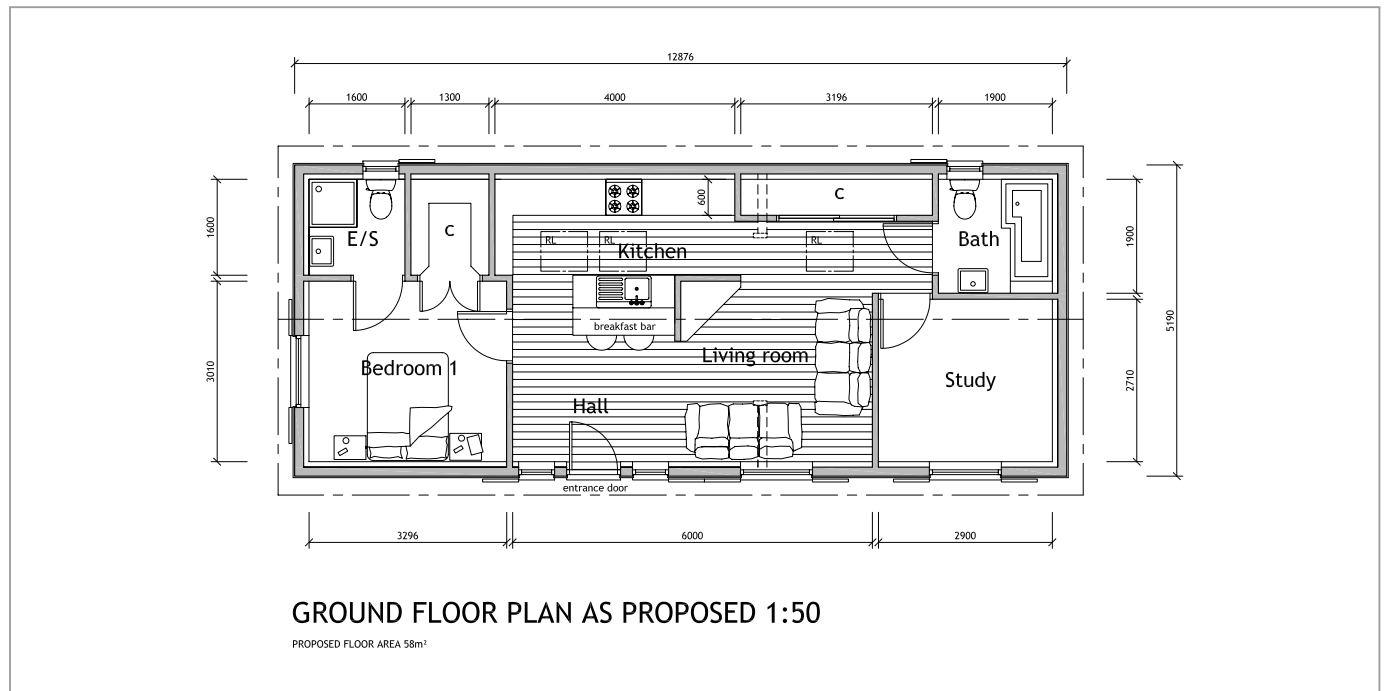 12876
1600
1300
4000
3196
1900
C
600
C
1600
E/S
RL
RL
Kitchen
RL
Bath
1900
breakfast bar
5190
Living room
3010
Bedroom 1
Study
2710
Hall
entrance door
3296
6000
2900
GROUND FLOOR PLAN AS PROPOSED 1:50
PROPOSED FLOOR AREA 58m²